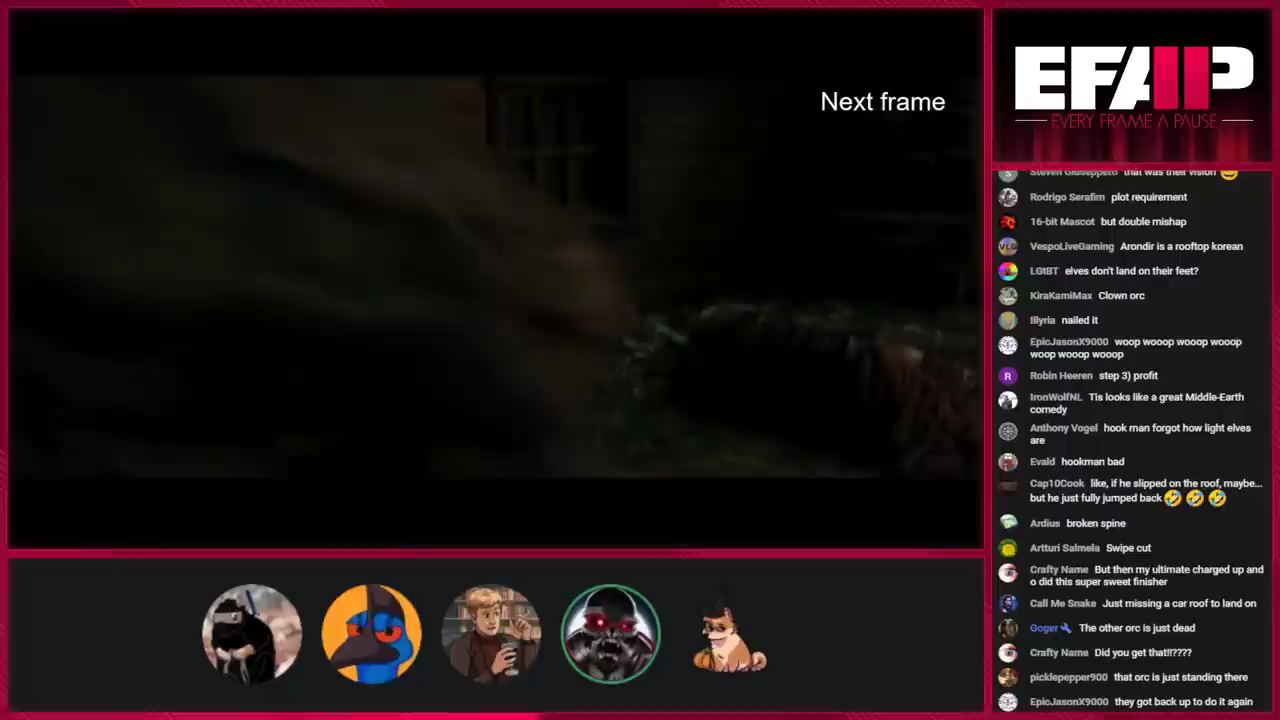 Next frame
EFAP
EVERY FRAME A PAUSE
Steven Giuseppetti that was their vision
Rodrigo Serafim plot requirement
16-bit Mascot but double mishap
VespoLiveGaming Arondir is a rooftop korean
LGtBT elves don't land on their feet?
KiraKamiMax Clown orc
Illyria nailed it
EpicJasonX9000 woop wooop wooop wooop
woop wooop wooop
R
Robin Heeren step 3) profit
IronWolfNL Tis looks like a great Middle-Earth
comedy
Anthony Vogel hook man forgot how light elves
are
Evald hookman bad
Cap10Cook like, if he slipped on the roof, maybe...
but he just fully jumped back 🤣 🤣 🤣
Ardius broken spine
Artturi Salmela Swipe cut
Crafty Name But then my ultimate charged up and
o did this super sweet finisher
Call Me Snake Just missing a car roof to land on
Goger The other orc is just dead
Crafty Name Did you get that!!????
picklepepper900 that orc is just standing there
EpicJasonX9000 they got back up to do it again